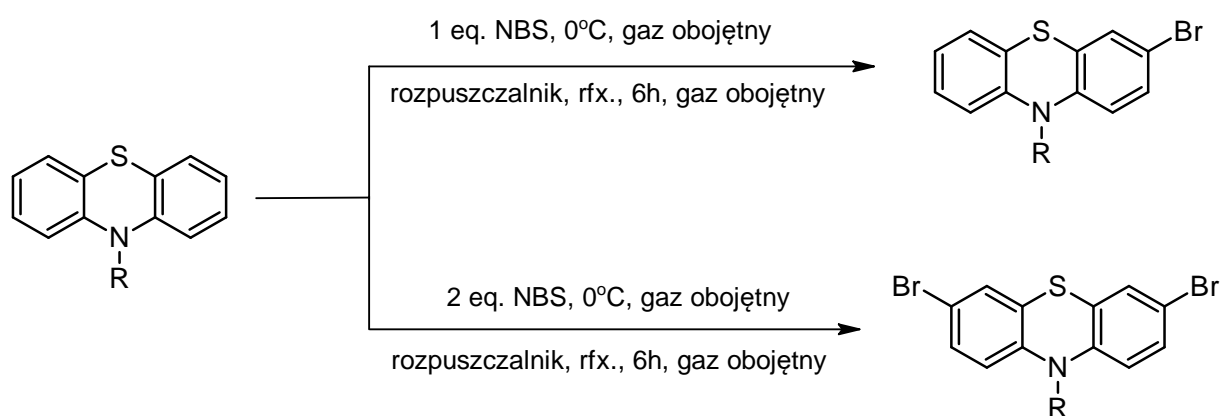 1 eq. NBS, 0°C, gaz obojętny
rozpuszczalnik, rfx., 6h, gaz obojętny
S
Br
N
R
S
N
R
2 eq. NBS, 0°C, gaz obojętny
rozpuszczalnik, rfx., 6h, gaz obojętny
Br
S
Br
N
R